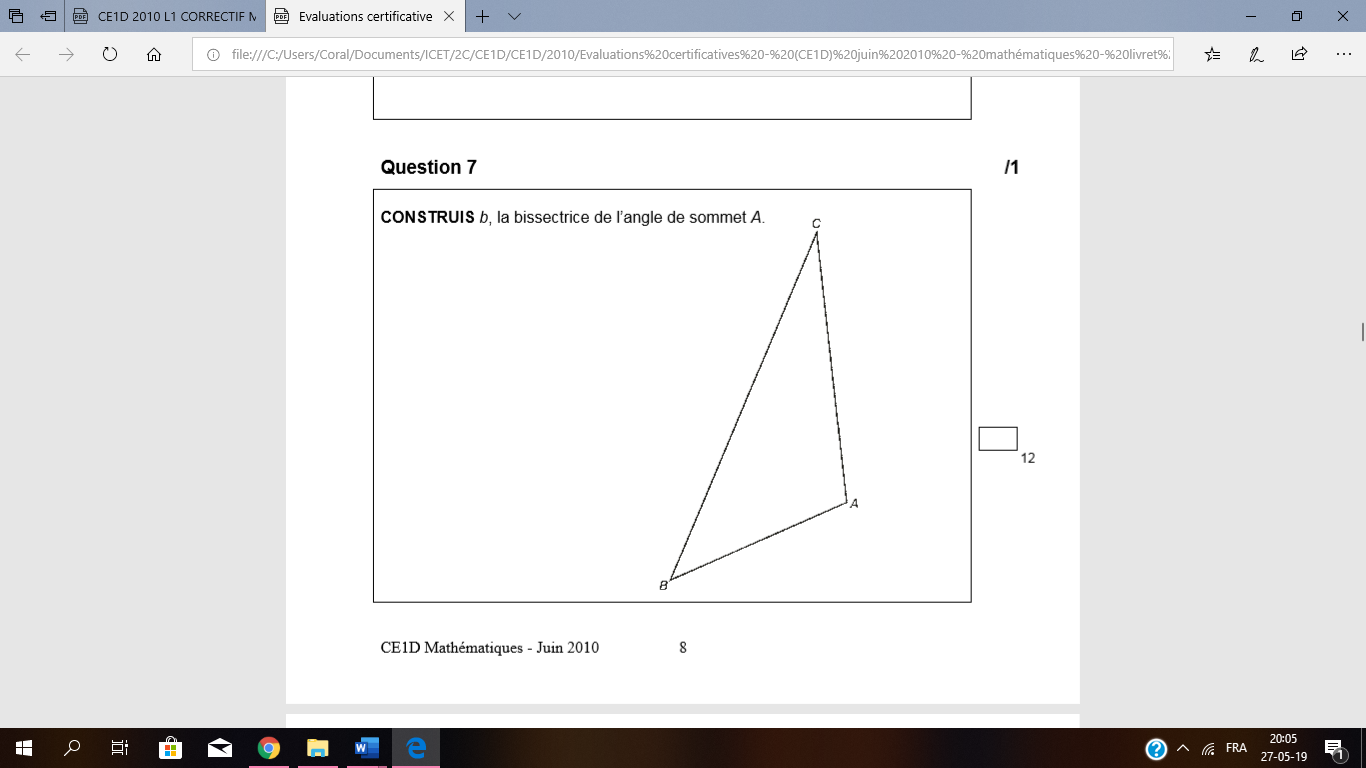 CE1D 2010 L1 CORRECTIF M
Evaluations certificative
file:///C:/Users/Coral/Documents/ICET/2C/CE1D/CE1D/2010/Evaluations%20certificatives%20-%20(CE1D)%20juin%202010%20-%20mathématiques%20-%20livret%
Question 7 /1
CONSTRUIS b, la bissectrice de l'angle de sommet A.
C
A
B
12
CE1D Mathématiques - Juin 2010 8
FRA
20:05
27-05-19
1